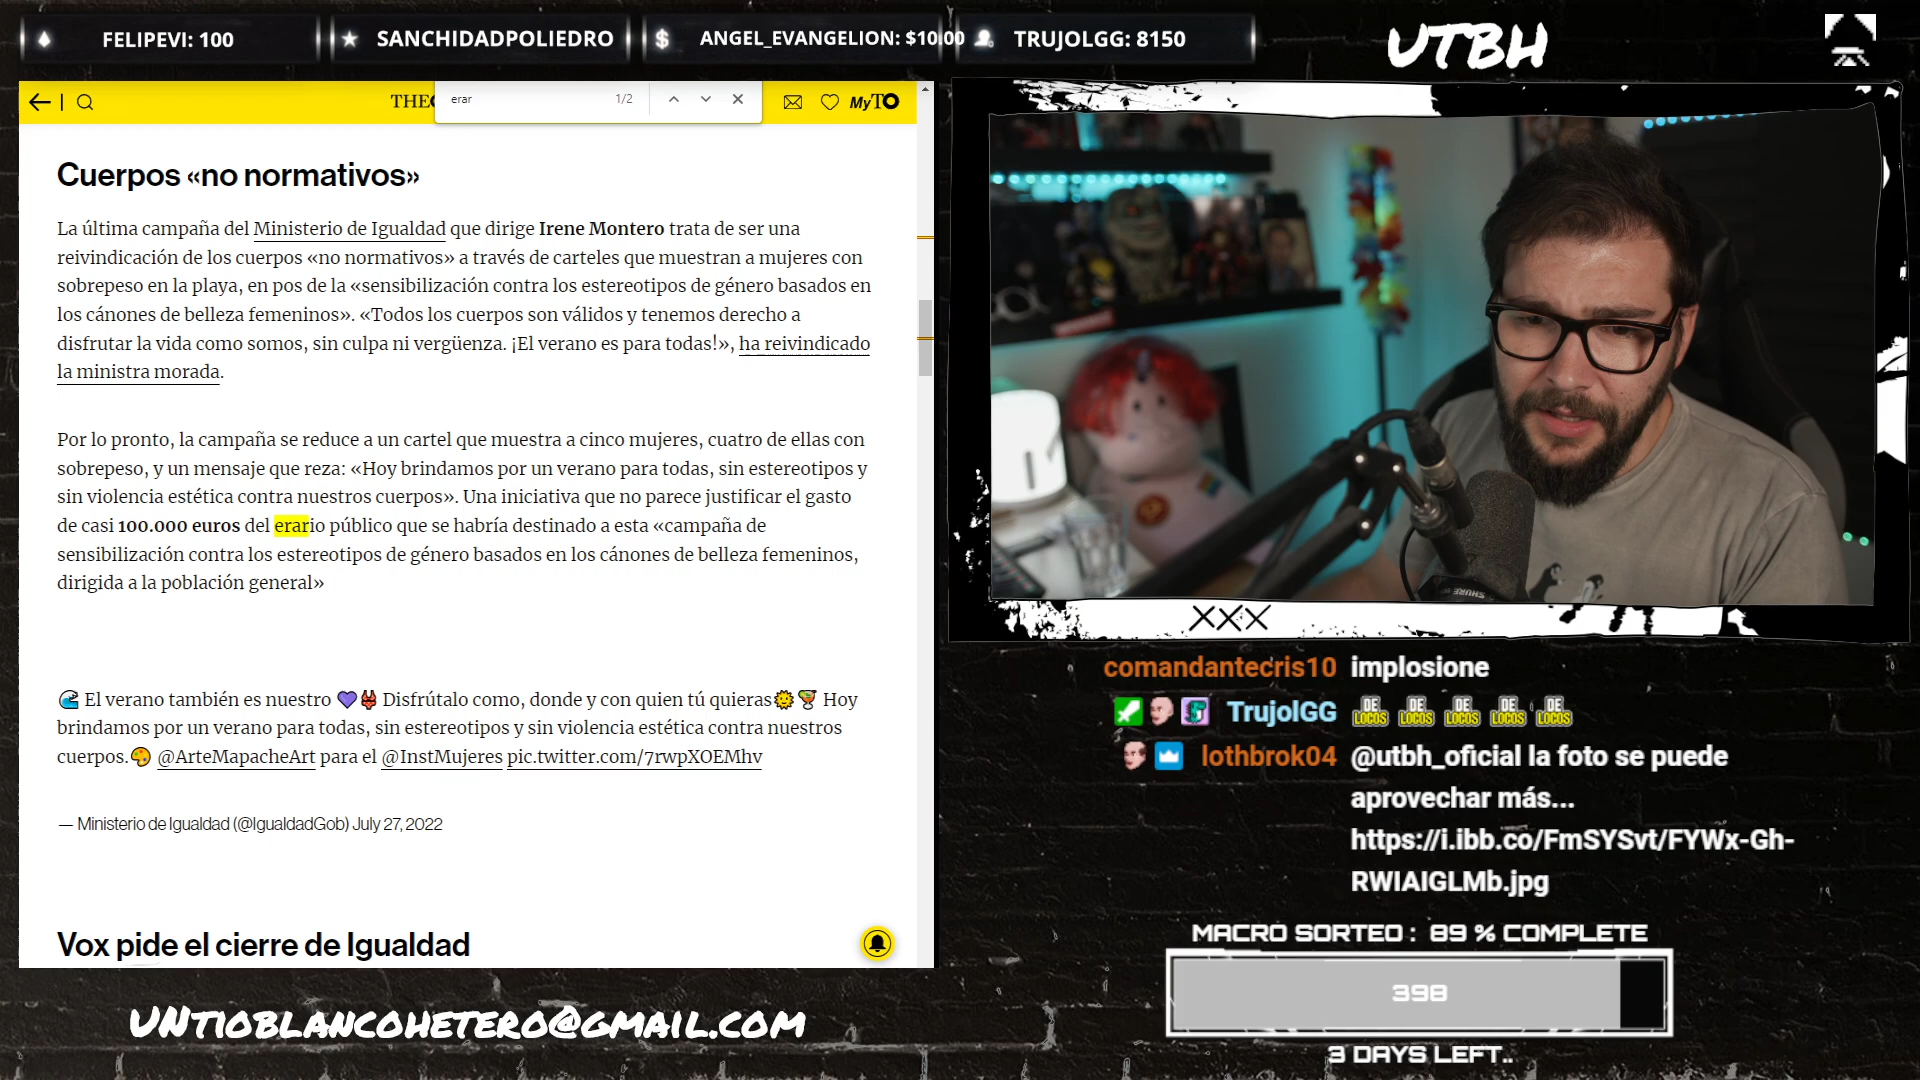 FELIPEVI: 100
SANCHIDADPOLIEDRO
ANGEL_EVANGELION: $10.00
TRUJOLGG: 8150
UTBH
THE
erar
1/2
MyTO
Cuerpos «no normativos»
La última campaña del Ministerio de Igualdad que dirige Irene Montero trata de ser una
reivindicación de los cuerpos «no normativos» a través de carteles que muestran a mujeres con
sobrepeso en la playa, en pos de la «sensibilización contra los estereotipos de género basados en
los cánones de belleza femeninos». «Todos los cuerpos son válidos y tenemos derecho a
disfrutar la vida como somos, sin culpa ni vergüenza. ¡El verano es para todas!», ha reivindicado
la ministra morada.
Por lo pronto, la campaña se reduce a un cartel que muestra a cinco mujeres, cuatro de ellas con
sobrepeso, y un mensaje que reza: «Hoy brindamos por un verano para todas, sin estereotipos y
sin violencia estética contra nuestros cuerpos». Una iniciativa que no parece justificar el gasto
de casi 100.000 euros del erario público que se habría destinado a esta «campaña de
sensibilización contra los estereotipos de género basados en los cánones de belleza femeninos,
dirigida a la población general»
🌊 El verano también es nuestro 💜👙 Disfrútalo como, donde y con quien tú quieras🌞🍹 Hoy
brindamos por un verano para todas, sin estereotipos y sin violencia estética contra nuestros
cuerpos.🎨 @ArteMapacheArt para el @InstMujeres pic.twitter.com/7rwpXOEMhv
— Ministerio de Igualdad (@IgualdadGob) July 27, 2022
Vox pide el cierre de Igualdad
UNtioblancohetero@gmail.com
SHURE
XXX
comandantecris10 implosione
TrujolGG DE LOCOS DE LOCOS DE LOCOS DE LOCOS DE LOCOS
lothbrok04 @utbh_oficial la foto se puede
aprovechar más...
https://i.ibb.co/FmSYSvt/FYWx-Gh-
RWIAIGLMb.jpg
MACRO SORTEO : 89 % COMPLETE
398
3 DAYS LEFT..